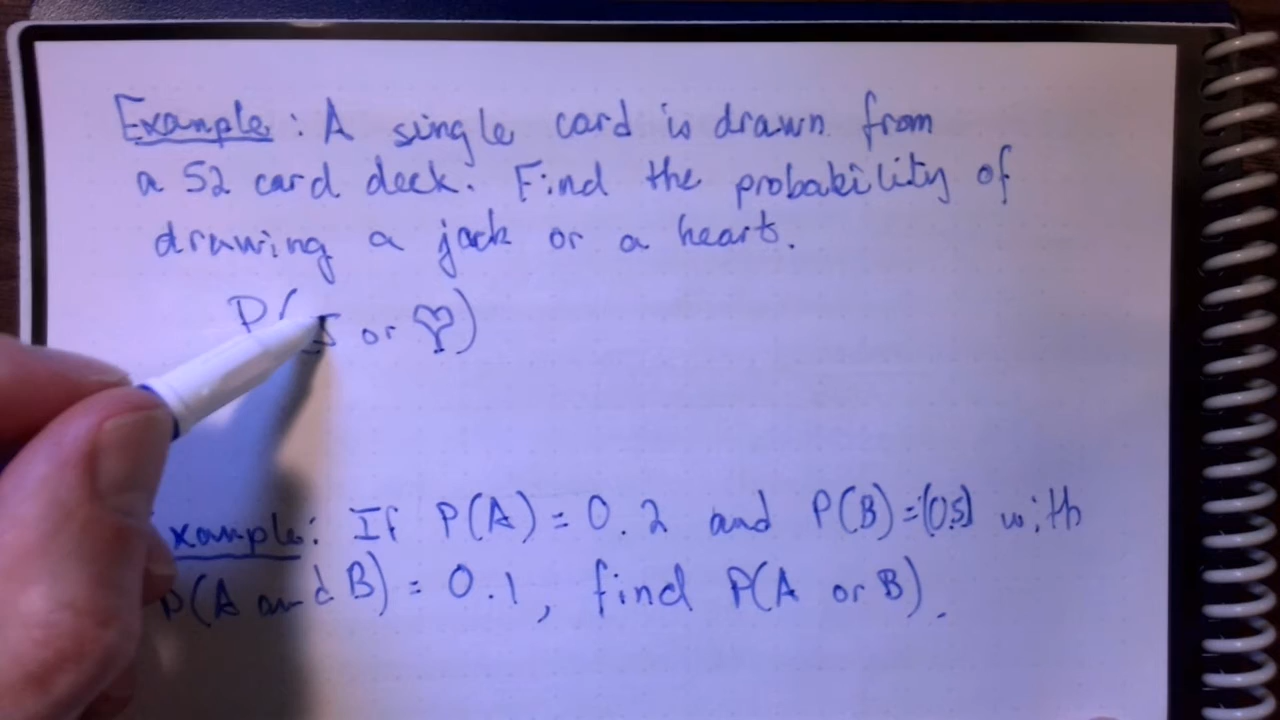 Example: A single card is drawn from
a 52 card deck. Find the probability of
drawing a jack or a heart.
P(J or ♡)
xample: If P(A) = 0.2 and P(B) = (0.5) with
P(A and B) = 0.1, find P(A or B).